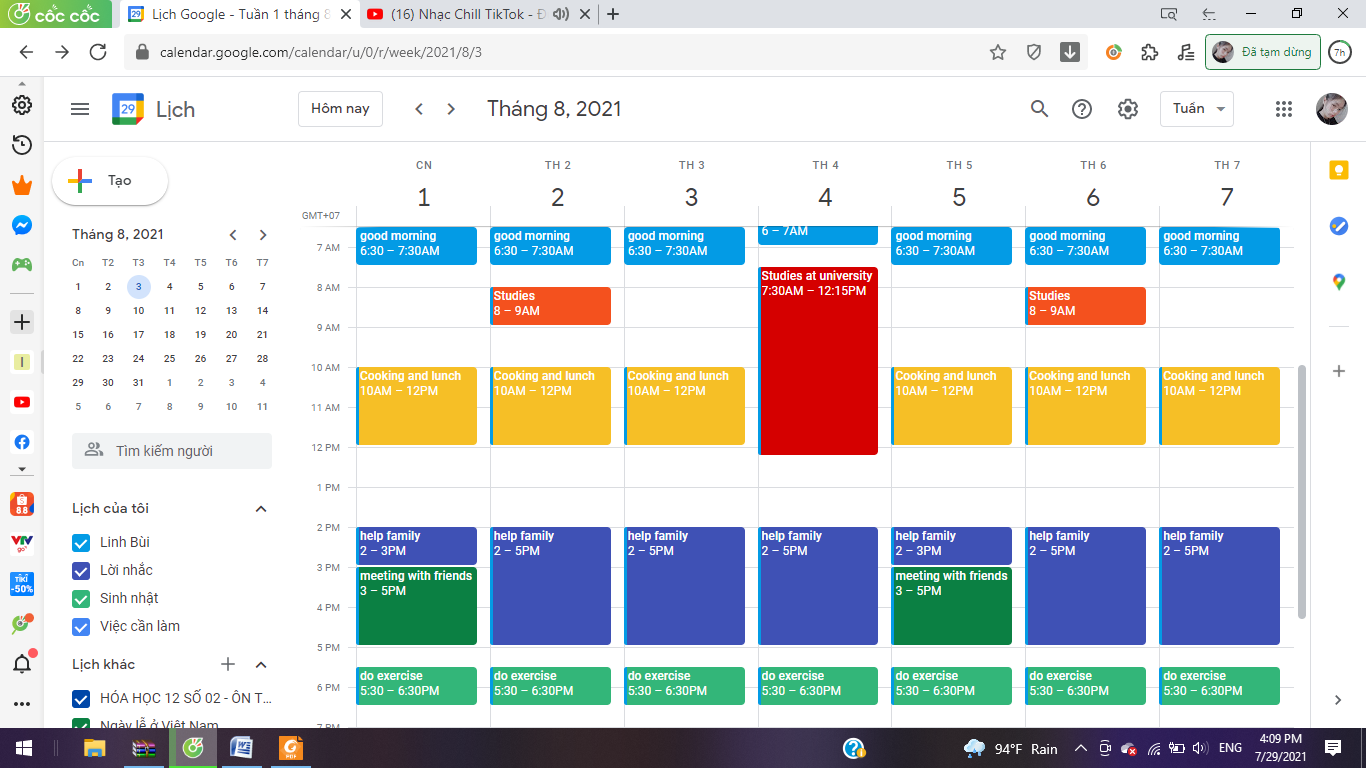 cốc cốc
Lịch Google - Tuần 1 tháng 8
(16) Nhạc Chill TikTok - Đ
calendar.google.com/calendar/u/0/r/week/2021/8/3
Đã tạm dừng
7h
29
Lịch
Hôm nay
Tháng 8, 2021
Tuần
Tạo
CN TH 2 TH 3 TH 4 TH 5 TH 6 TH 7
1 2 3 4 5 6 7
GMT+07
Tháng 8, 2021
Cn T2 T3 T4 T5 T6 T7
1 2 3 4 5 6 7
8 9 10 11 12 13 14
15 16 17 18 19 20 21
22 23 24 25 26 27 28
29 30 31 1 2 3 4
5 6 7 8 9 10 11
Tìm kiếm người
Lịch của tôi
Linh Bùi
Lời nhắc
Sinh nhật
Việc cần làm
Lịch khác
HÓA HỌC 12 SỐ 02 - ÔN T...
Ngày lễ ở Việt Nam
8.8
VTV
go
TIKI
-50%
7 AM
8 AM
9 AM
10 AM
11 AM
12 PM
1 PM
2 PM
3 PM
4 PM
5 PM
6 PM
7 PM
good morning
6:30 – 7:30AM
good morning
6:30 – 7:30AM
good morning
6:30 – 7:30AM
6 – 7AM
good morning
6:30 – 7:30AM
good morning
6:30 – 7:30AM
good morning
6:30 – 7:30AM
Studies at university
7:30AM – 12:15PM
Studies
8 – 9AM
Studies
8 – 9AM
Cooking and lunch
10AM – 12PM
Cooking and lunch
10AM – 12PM
Cooking and lunch
10AM – 12PM
Cooking and lunch
10AM – 12PM
Cooking and lunch
10AM – 12PM
Cooking and lunch
10AM – 12PM
help family
2 – 3PM
help family
2 – 5PM
help family
2 – 5PM
help family
2 – 5PM
help family
2 – 3PM
help family
2 – 5PM
help family
2 – 5PM
meeting with friends
3 – 5PM
meeting with friends
3 – 5PM
do exercise
5:30 – 6:30PM
do exercise
5:30 – 6:30PM
do exercise
5:30 – 6:30PM
do exercise
5:30 – 6:30PM
do exercise
5:30 – 6:30PM
do exercise
5:30 – 6:30PM
do exercise
5:30 – 6:30PM
94°F Rain
ENG
4:09 PM
7/29/2021